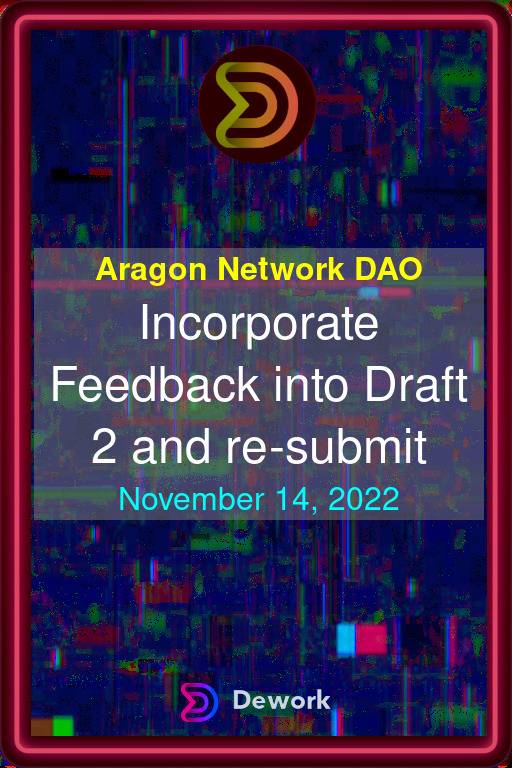 Aragon Network DAO
Incorporate
Feedback into Draft
2 and re-submit
November 14, 2022
Dework